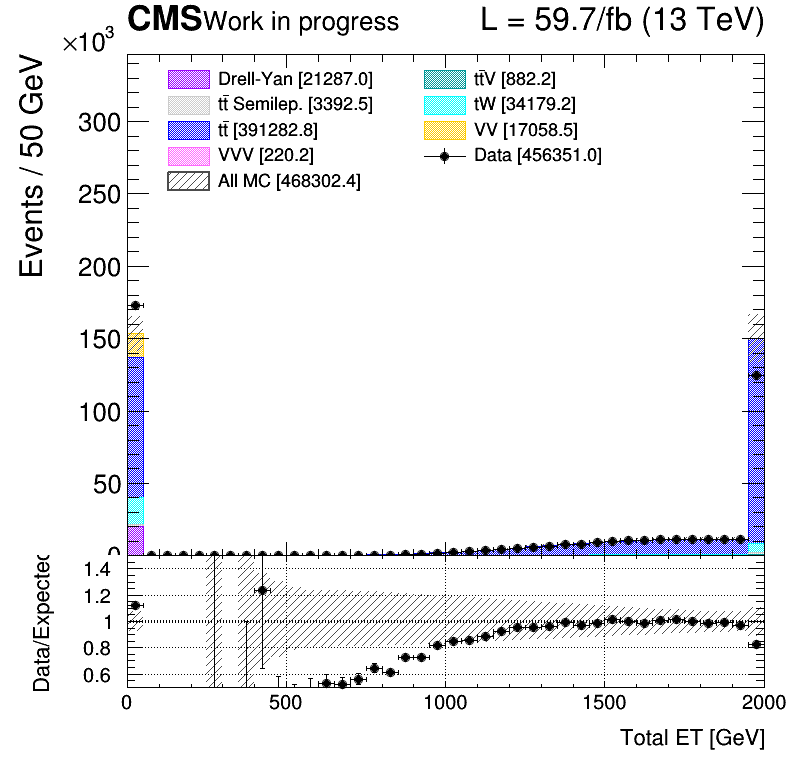 CMS Work in progress L = 59.7/fb (13 TeV)
×10³
Events / 50 GeV
Drell-Yan [21287.0]
tt̄ Semilep. [3392.5]
tt̄ [391282.8]
VVV [220.2]
All MC [468302.4]
tt̄V [882.2]
tW [34179.2]
VV [17058.5]
Data [456351.0]
300
250
200
150
100
50
0
Data/Expected
1.4
1.2
1
0.8
0.6
0 500 1000 1500 2000
Total ET [GeV]